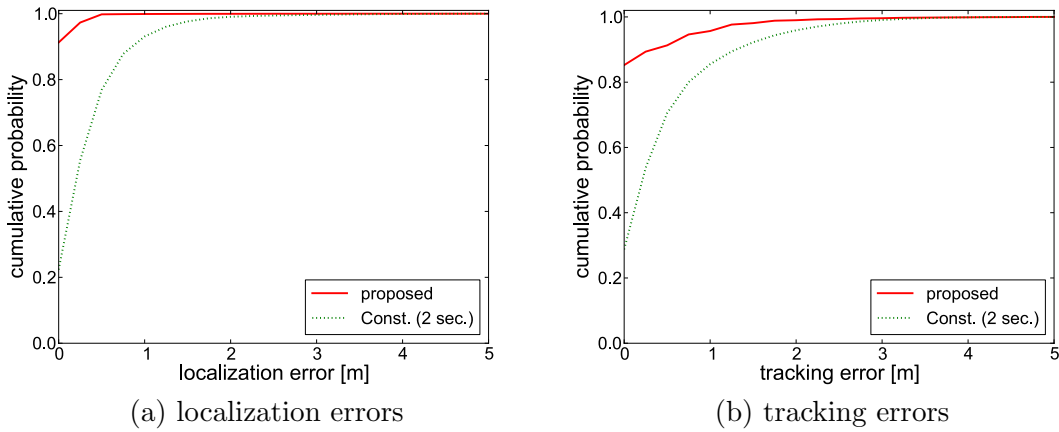 cumulative probability
1.0
0.8
0.6
0.4
0.2
0.0
0 1 2 3 4 5
localization error [m]
proposed
Const. (2 sec.)
(a) localization errors
cumulative probability
1.0
0.8
0.6
0.4
0.2
0.0
0 1 2 3 4 5
tracking error [m]
proposed
Const. (2 sec.)
(b) tracking errors